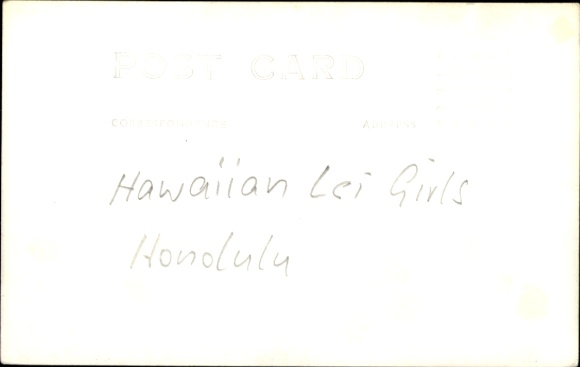 POST CARD
CORRESPONDENCE ADDRESS
Hawaiian Lei Girls
Honolulu